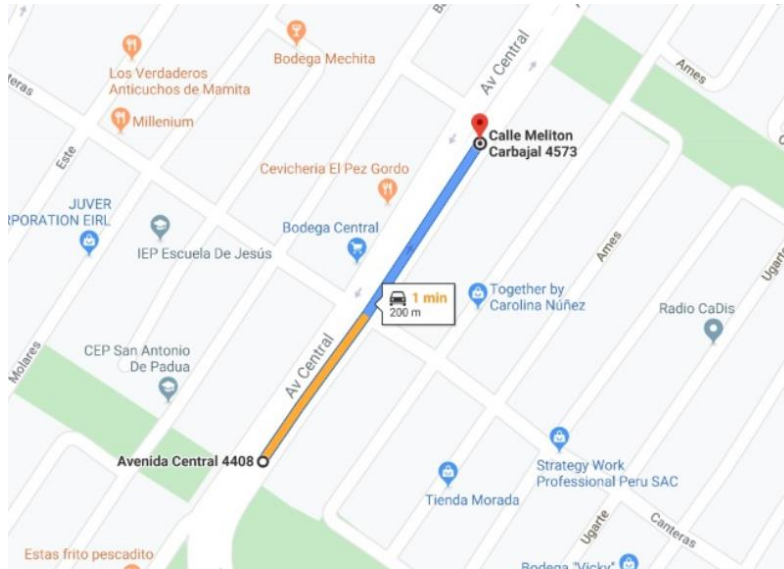 Bodega Mechita
Av Central
Ames
Los Verdaderos
Anticuchos de Mamita
Millenium
Este
Calle Meliton
Carbajal 4573
Cevicheria El Pez Gordo
JUVER
RPORATION EIRL
IEP Escuela De Jesús
Bodega Central
Ames
Ugarte
1 min
200 m
Together by
Carolina Núñez
Radio CaDis
Molares
CEP San Antonio
De Padua
Av Central
Avenida Central 4408
Strategy Work
Professional Peru SAC
Tienda Morada
Ugarte
Canteras
Estas frito pescadito
Bodega "Vicky"